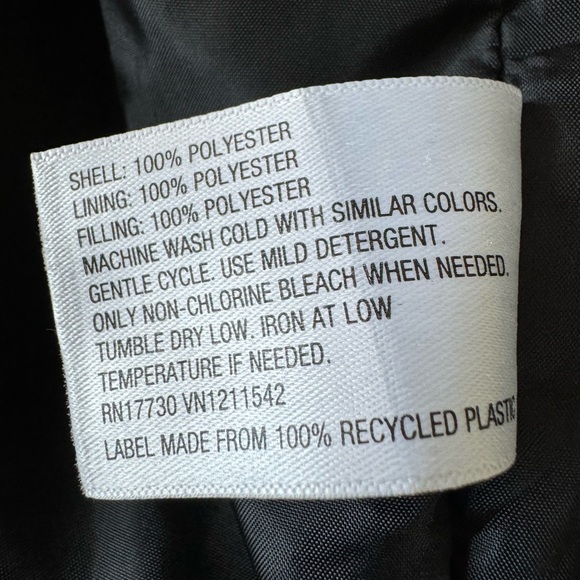 SHELL: 100% POLYESTER
LINING: 100% POLYESTER
FILLING: 100% POLYESTER
MACHINE WASH COLD WITH SIMILAR COLORS.
GENTLE CYCLE. USE MILD DETERGENT.
ONLY NON-CHLORINE BLEACH WHEN NEEDED.
TUMBLE DRY LOW. IRON AT LOW
TEMPERATURE IF NEEDED.
RN17730 VN1211542
LABEL MADE FROM 100% RECYCLED PLASTIC